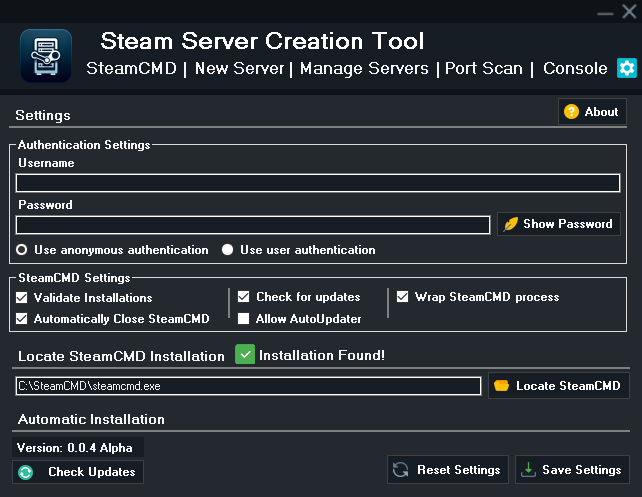 Steam Server Creation Tool
SteamCMD | New Server | Manage Servers | Port Scan | Console
Settings
About
Authentication Settings
Username
Password
Show Password
Use anonymous authentication
Use user authentication
SteamCMD Settings
Validate Installations
Check for updates
Wrap SteamCMD process
Automatically Close SteamCMD
Allow AutoUpdater
Locate SteamCMD Installation
Installation Found!
C:\SteamCMD\steamcmd.exe
Locate SteamCMD
Automatic Installation
Version: 0.0.4 Alpha
Check Updates
Reset Settings
Save Settings